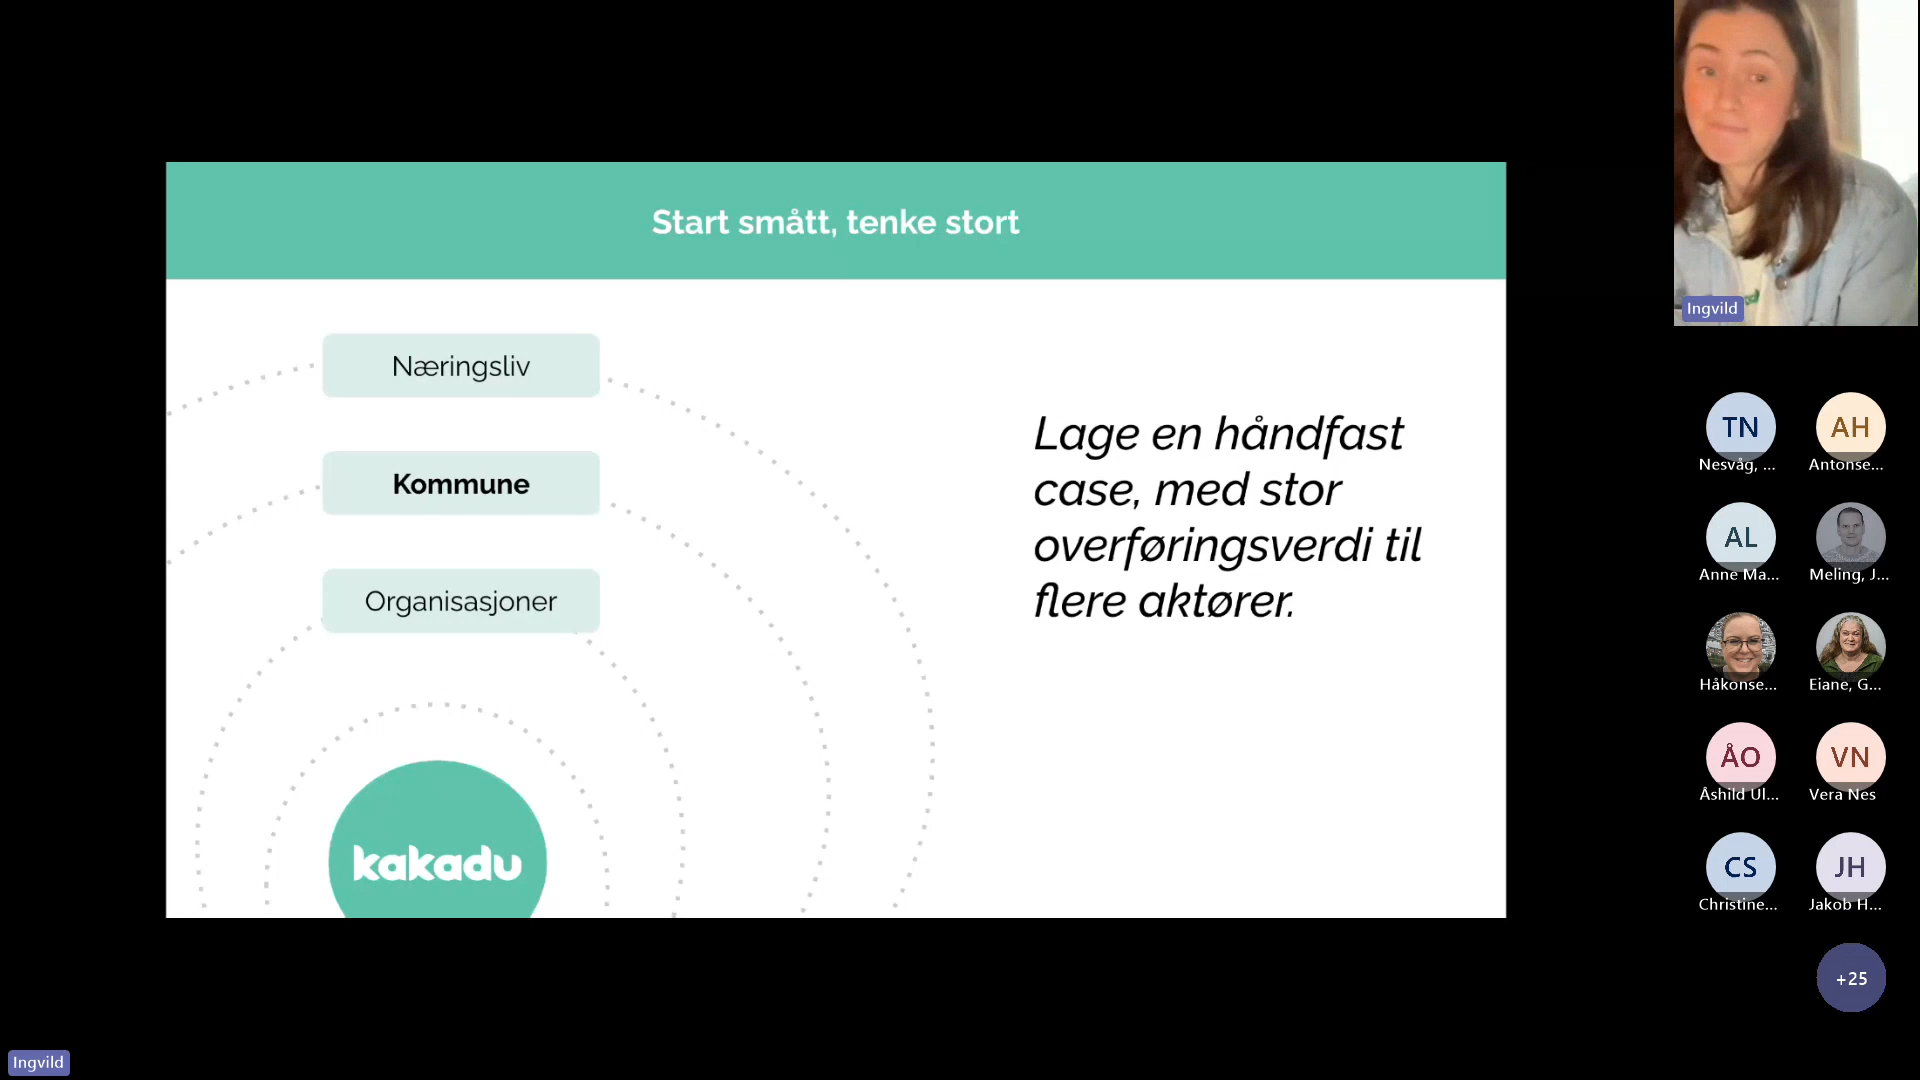 Start smått, tenke stort
Næringsliv
Kommune
Organisasjoner
kakadu
Lage en håndfast
case, med stor
overføringsverdi til
flere aktører.
Ingvild
TN
Nesvåg, ...
AH
Antonse...
AL
Anne Ma...
Meling, J...
Håkonse...
Eiane, G...
ÅO
Åshild Ul...
VN
Vera Nes
CS
Christine...
JH
Jakob H...
+25
Ingvild